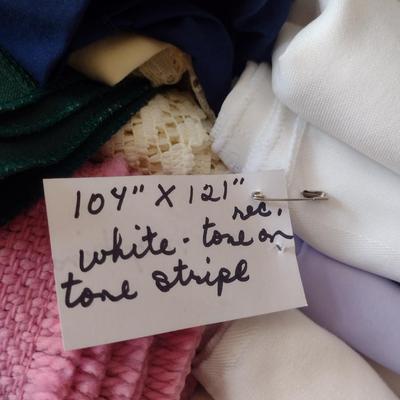 104" X 121"
rec.
white - tone on
tone stripe